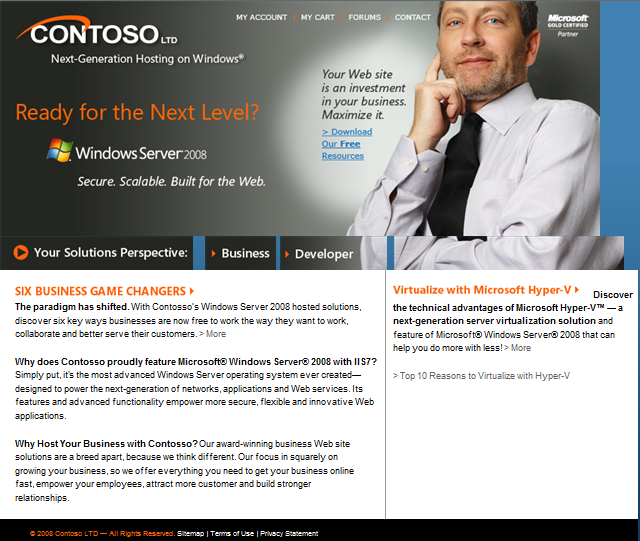 MY ACCOUNT | MY CART | FORUMS | CONTACT
Microsoft
GOLD CERTIFIED
Partner
CONTOSO LTD
Next-Generation Hosting on Windows®
Your Web site
is an investment
in your business.
Maximize it.
> Download
Our Free
Resources
Ready for the Next Level?
Windows Server 2008
Secure. Scalable. Built for the Web.
Your Solutions Perspective:
Business
Developer
SIX BUSINESS GAME CHANGERS
The paradigm has shifted. With Contosso's Windows Server 2008 hosted solutions,
discover six key ways businesses are now free to work the way they want to work,
collaborate and better serve their customers. > More
Why does Contosso proudly feature Microsoft® Windows Server® 2008 with IIS7?
Simply put, it's the most advanced Windows Server operating system ever created—
designed to power the next-generation of networks, applications and Web services. Its
features and advanced functionality empower more secure, flexible and innovative Web
applications.
Why Host Your Business with Contosso? Our award-winning business Web site
solutions are a breed apart, because we think different. Our focus in squarely on
growing your business, so we offer everything you need to get your business online
fast, empower your employees, attract more customer and build stronger
relationships.
Virtualize with Microsoft Hyper-V
Discover
the technical advantages of Microsoft Hyper-V™ — a
next-generation server virtualization solution and
feature of Microsoft® Windows Server® 2008 that can
help you do more with less! > More
> Top 10 Reasons to Virtualize with Hyper-V
© 2008 Contoso LTD — All Rights Reserved. Sitemap | Terms of Use | Privacy Statement